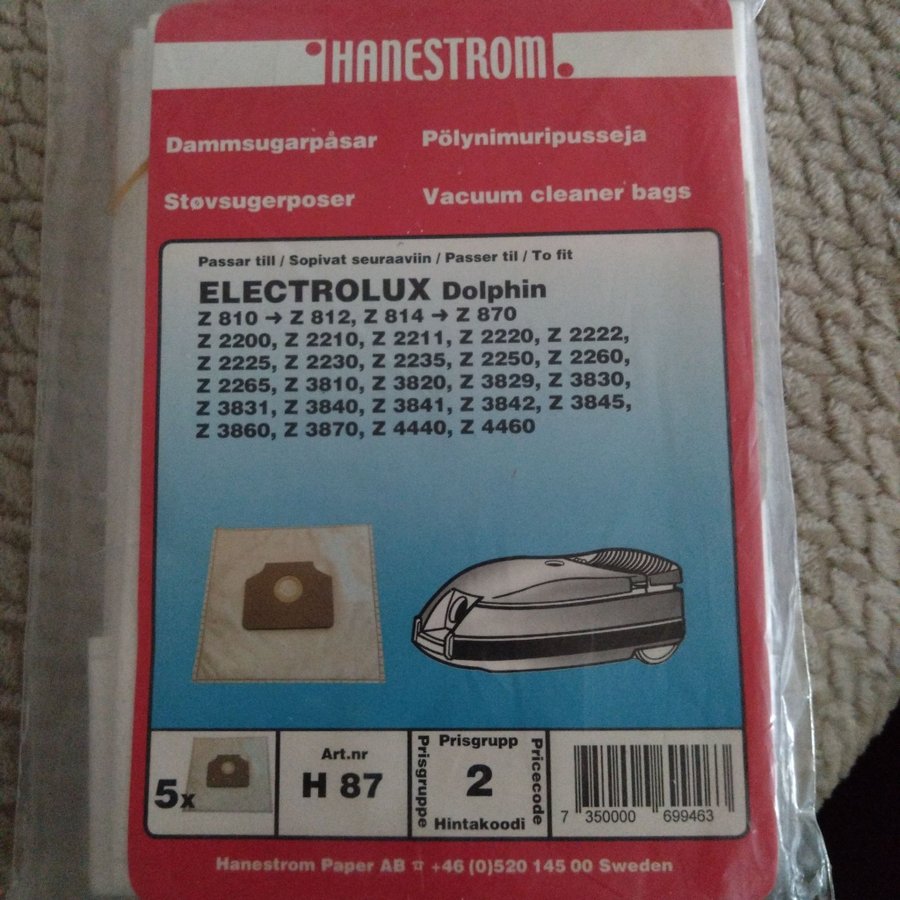 HANESTROM
Dammsugarpåsar Pölynimuripusseja
Støvsugerposer Vacuum cleaner bags
Passar till / Sopivat seuraaviin / Passer til / To fit
ELECTROLUX Dolphin
Z 810 → Z 812, Z 814 → Z 870
Z 2200, Z 2210, Z 2211, Z 2220, Z 2222,
Z 2225, Z 2230, Z 2235, Z 2250, Z 2260,
Z 2265, Z 3810, Z 3820, Z 3829, Z 3830,
Z 3831, Z 3840, Z 3841, Z 3842, Z 3845,
Z 3860, Z 3870, Z 4440, Z 4460
5x
Art.nr
H 87
Prisgruppe
Prisgrupp
2
Hintakoodi
Pricecode
7 350000 699463
Hanestrom Paper AB ☎ +46 (0)520 145 00 Sweden